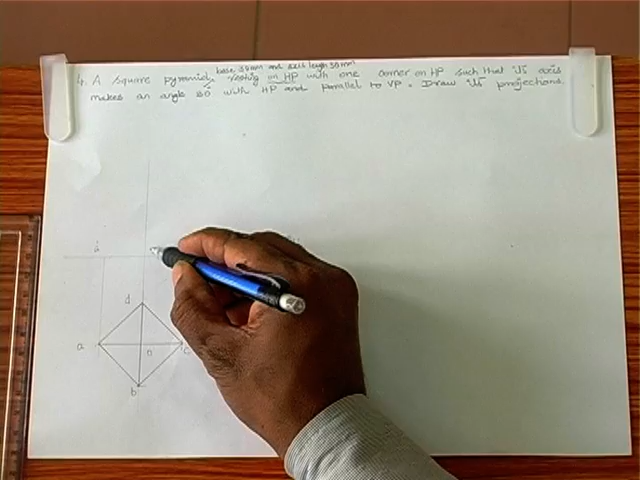 base 30mm and axis length 50mm
4. A square pyramid, resting on HP with one corner on HP such that its axis
makes an angle 30° with HP and parallel to VP. Draw its projections.
a'
d
a o c
b